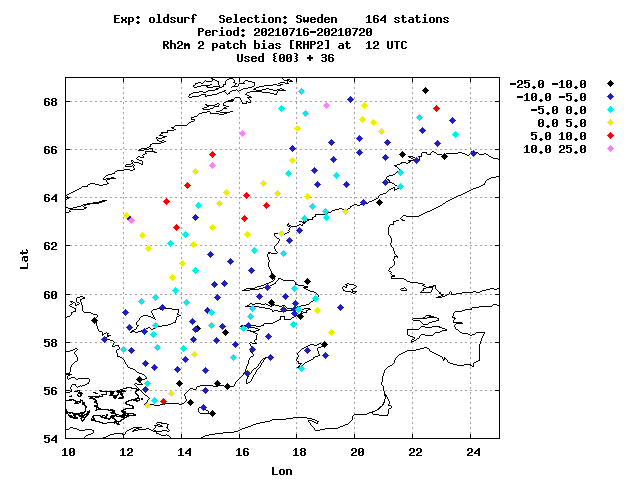 Exp: oldsurf   Selection: Sweden    164 stations
Period: 20210716-20210720
Rh2m 2 patch bias [RHP2] at  12 UTC
Used {00} + 36
-25.0 -10.0
-10.0 -5.0
-5.0 0.0
0.0 5.0
5.0 10.0
10.0 25.0
68
66
64
62
60
58
56
54
Lat
10 12 14 16 18 20 22 24
Lon